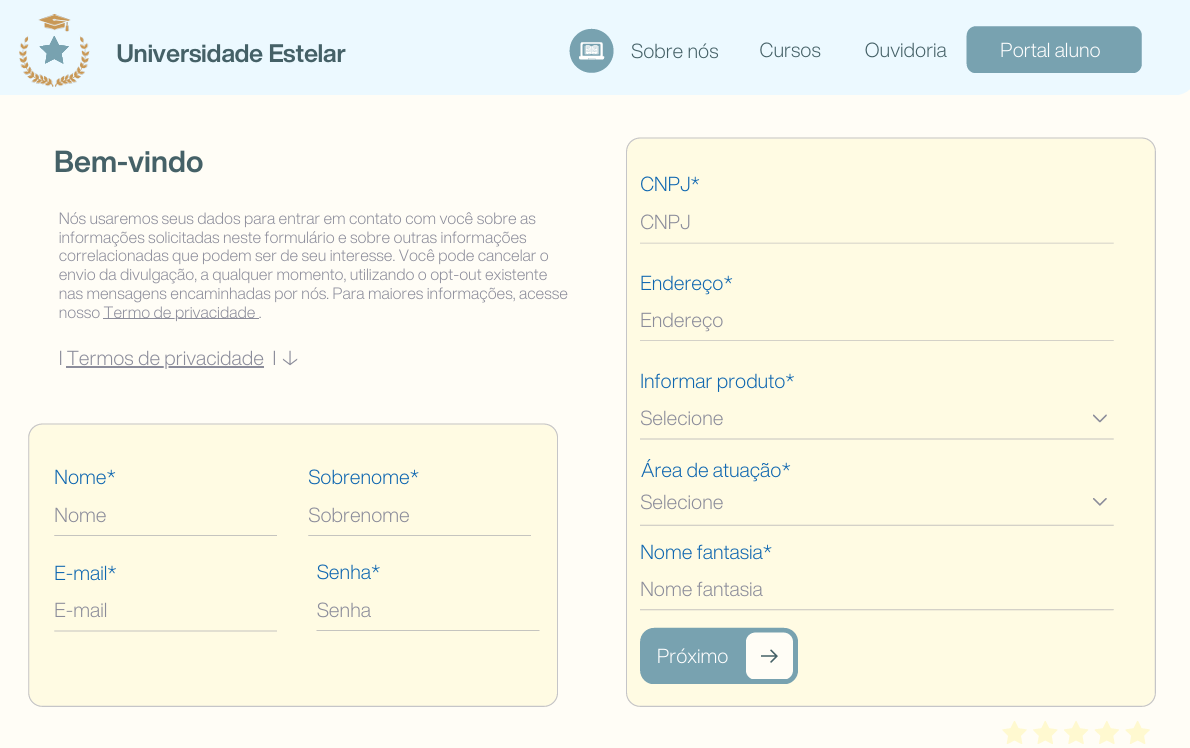 Universidade Estelar
Sobre nós
Cursos
Ouvidoria
Portal aluno
Bem-vindo
Nós usaremos seus dados para entrar em contato com você sobre as
informações solicitadas neste formulário e sobre outras informações
correlacionadas que podem ser de seu interesse. Você pode cancelar o
envio da divulgação, a qualquer momento, utilizando o opt-out existente
nas mensagens encaminhadas por nós. Para maiores informações, acesse
nosso Termo de privacidade .
| Termos de privacidade | ↓
Nome*
Nome
Sobrenome*
Sobrenome
E-mail*
E-mail
Senha*
Senha
CNPJ*
CNPJ
Endereço*
Endereço
Informar produto*
Selecione
Área de atuação*
Selecione
Nome fantasia*
Nome fantasia
Próximo →